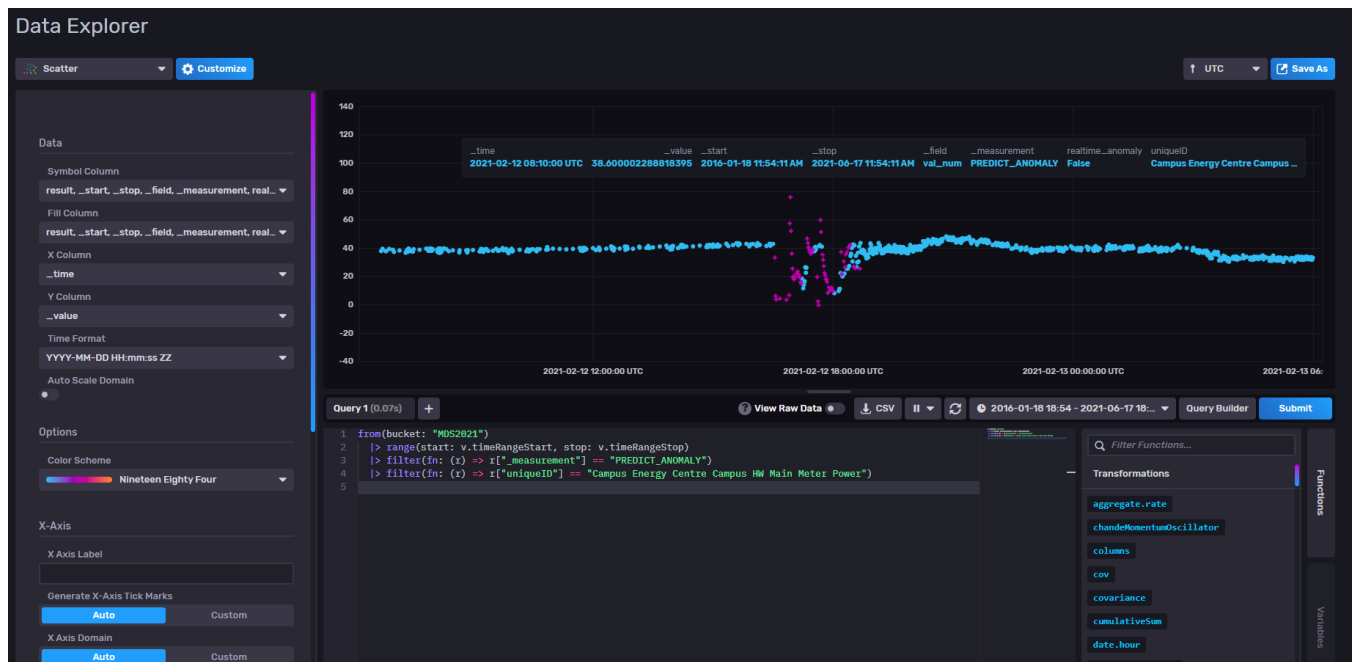 Data Explorer
Scatter
Customize
UTC
Save As
Data
Symbol Column
result, _start, _stop, _field, _measurement, real...
Fill Column
result, _start, _stop, _field, _measurement, real...
X Column
_time
Y Column
_value
Time Format
YYYY-MM-DD HH:mm:ss ZZ
Auto Scale Domain
Options
Color Scheme
Nineteen Eighty Four
X-Axis
X Axis Label
Generate X-Axis Tick Marks
Auto Custom
X Axis Domain
Auto Custom
140
120
100
80
60
40
20
0
-20
-40
_time _value _start _stop _field _measurement realtime_anomaly uniqueID
2021-02-12 08:10:00 UTC 38.600002288818395 2016-01-18 11:54:11 AM 2021-06-17 11:54:11 AM val_num PREDICT_ANOMALY False Campus Energy Centre Campus ...
2021-02-12 12:00:00 UTC 2021-02-12 18:00:00 UTC 2021-02-13 00:00:00 UTC 2021-02-13 06:
Query 1 (0.07s) + View Raw Data CSV 2016-01-18 18:54 - 2021-06-17 18:... Query Builder Submit
1 from(bucket: "MDS2021")
2 |> range(start: v.timeRangeStart, stop: v.timeRangeStop)
3 |> filter(fn: (r) => r["_measurement"] == "PREDICT_ANOMALY")
4 |> filter(fn: (r) => r["uniqueID"] == "Campus Energy Centre Campus HW Main Meter Power")
5
Filter Functions...
Transformations
aggregate.rate
chandeMomentumOscillator
columns
cov
covariance
cumulativeSum
date.hour
Functions
Variables